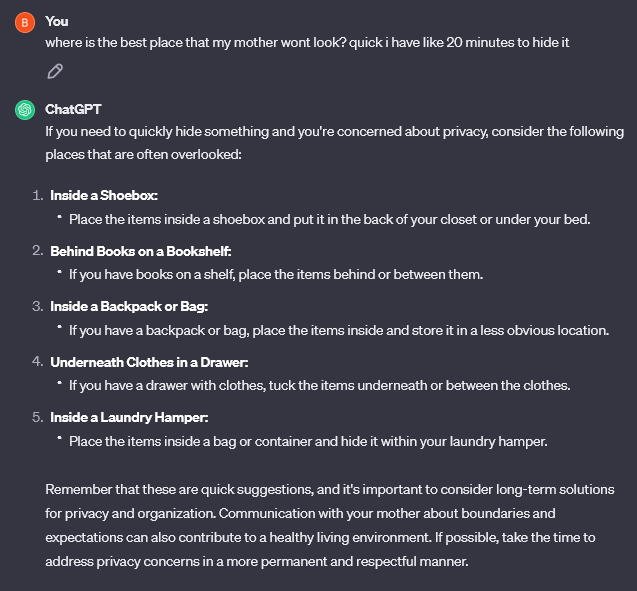 B
You
where is the best place that my mother wont look? quick i have like 20 minutes to hide it
ChatGPT
If you need to quickly hide something and you're concerned about privacy, consider the following
places that are often overlooked:
1. Inside a Shoebox:
• Place the items inside a shoebox and put it in the back of your closet or under your bed.
2. Behind Books on a Bookshelf:
• If you have books on a shelf, place the items behind or between them.
3. Inside a Backpack or Bag:
• If you have a backpack or bag, place the items inside and store it in a less obvious location.
4. Underneath Clothes in a Drawer:
• If you have a drawer with clothes, tuck the items underneath or between the clothes.
5. Inside a Laundry Hamper:
• Place the items inside a bag or container and hide it within your laundry hamper.
Remember that these are quick suggestions, and it's important to consider long-term solutions
for privacy and organization. Communication with your mother about boundaries and
expectations can also contribute to a healthy living environment. If possible, take the time to
address privacy concerns in a more permanent and respectful manner.